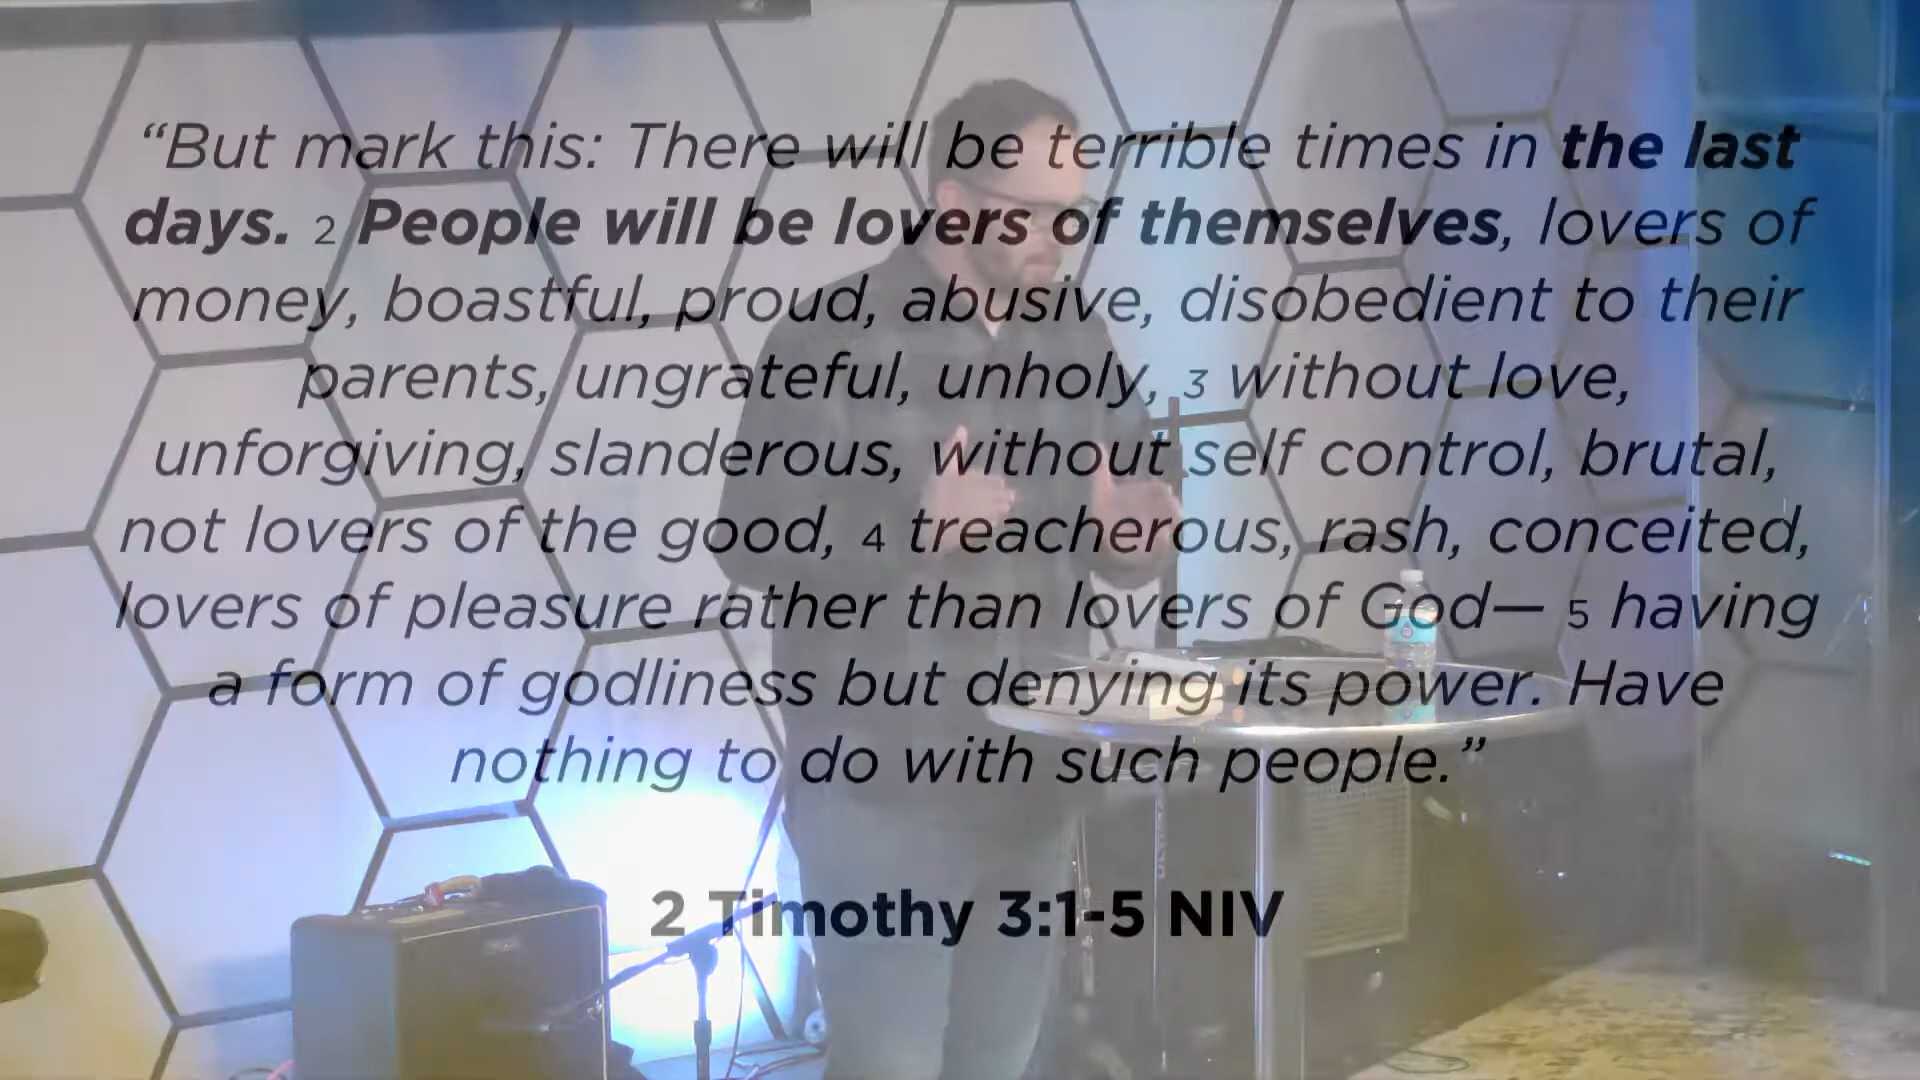 “But mark this: There will be terrible times in the last
days. 2 People will be lovers of themselves, lovers of
money, boastful, proud, abusive, disobedient to their
parents, ungrateful, unholy, 3 without love,
unforgiving, slanderous, without self control, brutal,
not lovers of the good, 4 treacherous, rash, conceited,
lovers of pleasure rather than lovers of God— 5 having
a form of godliness but denying its power. Have
nothing to do with such people.”
2 Timothy 3:1-5 NIV